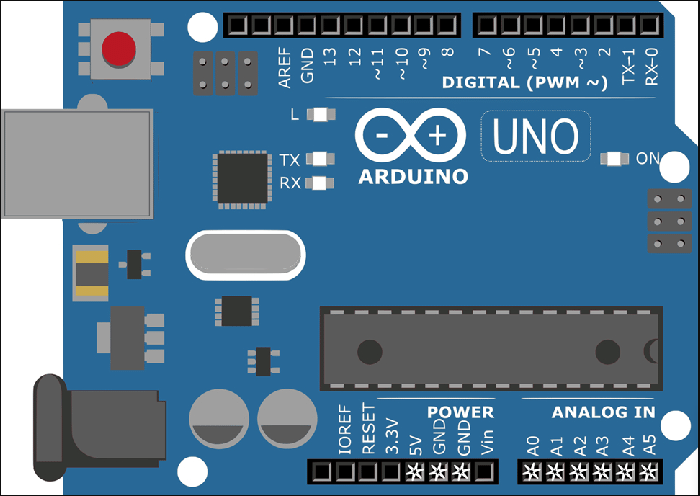 AREF
GND
13
12
~11
~10
~9
8
7
~6
~5
4
~3
2
TX-1
RX-0
DIGITAL (PWM ~)
L
TX
RX
- +
ARDUINO
UNO
ON
POWER
ANALOG IN
IOREF
RESET
3.3V
5V
GND
GND
Vin
A0
A1
A2
A3
A4
A5